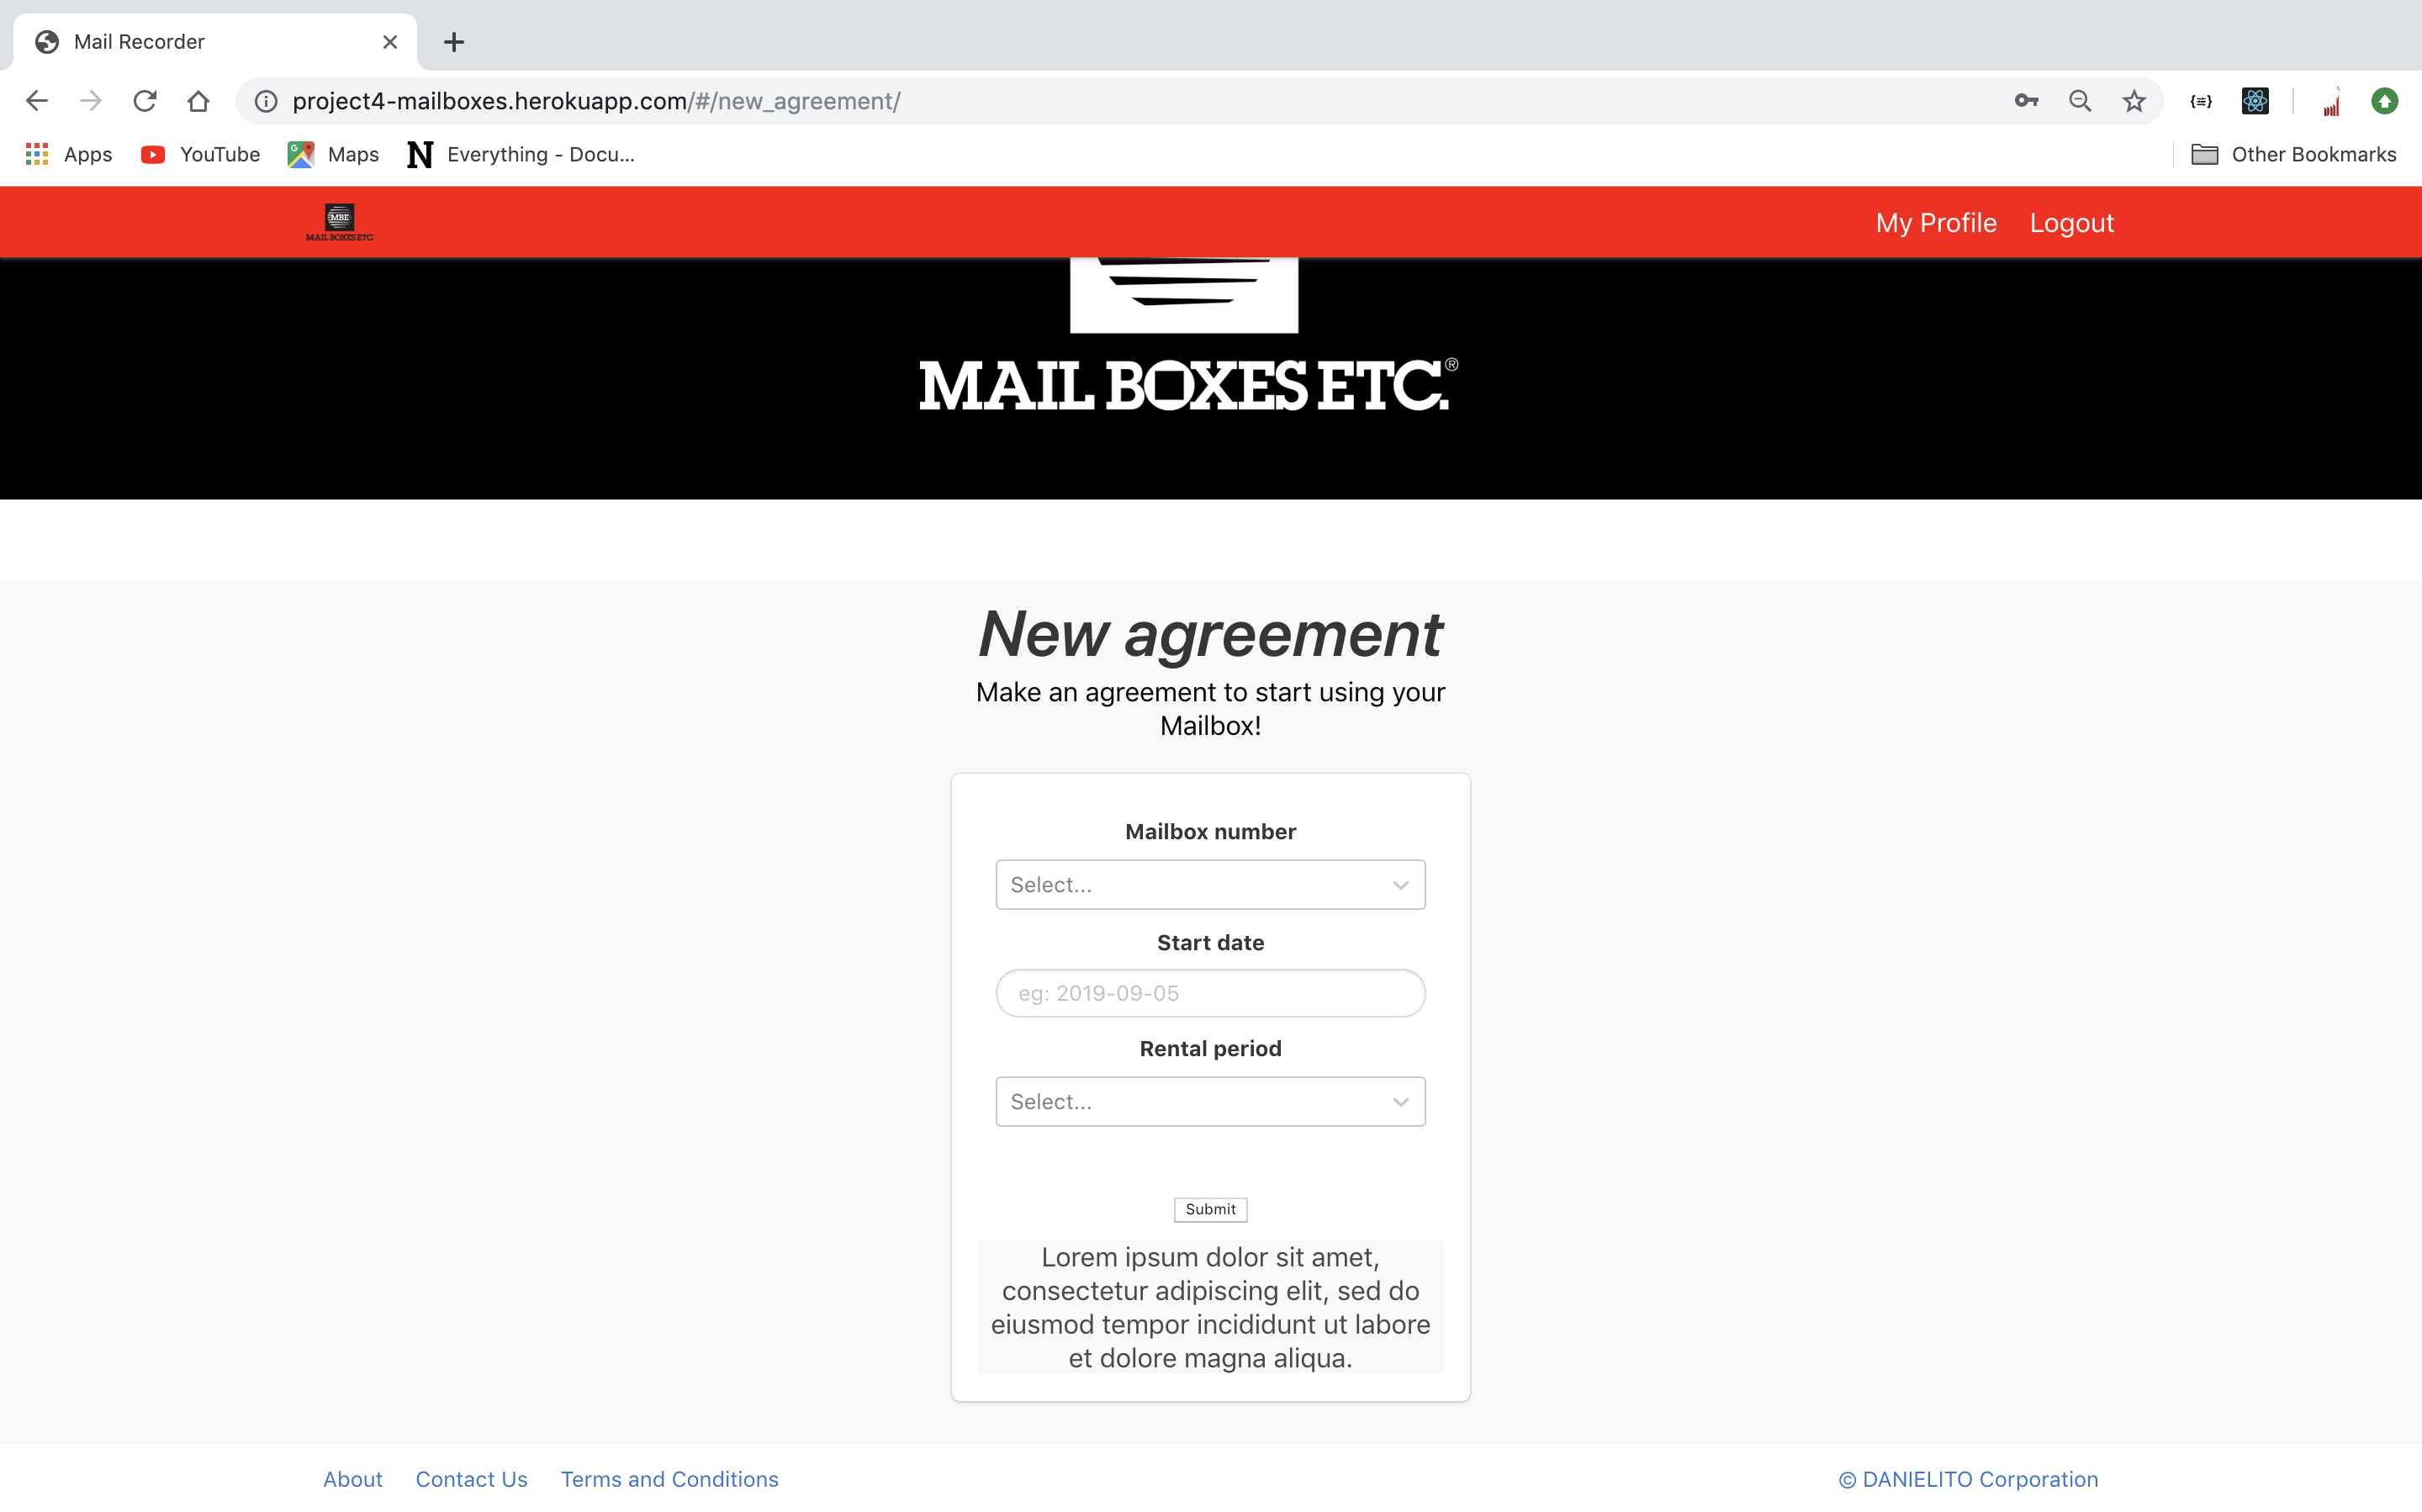 Mail Recorder
project4-mailboxes.herokuapp.com/#/new_agreement/
Apps YouTube Maps Everything - Docu... Other Bookmarks
MBE
MAIL BOXES ETC.
My Profile Logout
MAIL BOXES ETC.®
New agreement
Make an agreement to start using your
Mailbox!
Mailbox number
Select...
Start date
eg: 2019-09-05
Rental period
Select...
Submit
Lorem ipsum dolor sit amet,
consectetur adipiscing elit, sed do
eiusmod tempor incididunt ut labore
et dolore magna aliqua.
About Contact Us Terms and Conditions © DANIELITO Corporation